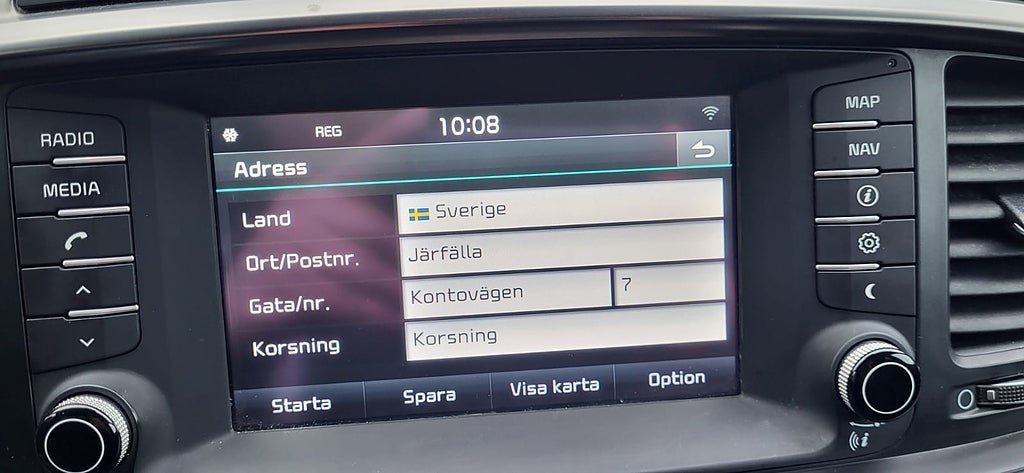 RADIO
MEDIA
REG 10:08
Adress
Land Sverige
Ort/Postnr. Järfälla
Gata/nr. Kontovägen 7
Korsning Korsning
Starta Spara Visa karta Option
MAP
NAV